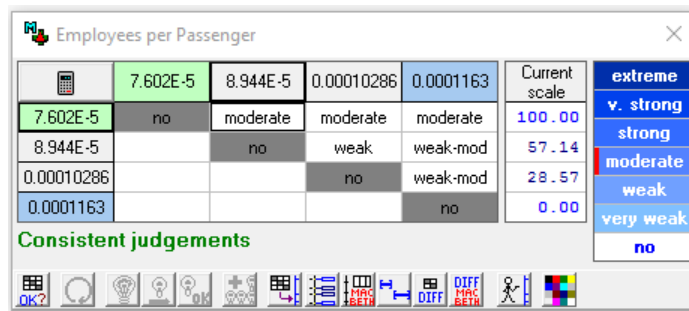 Employees per Passenger
7.602E-5 8.944E-5 0.00010286 0.0001163 Current scale
7.602E-5 no moderate moderate moderate 100.00
8.944E-5 no weak weak-mod 57.14
0.00010286 no weak-mod 28.57
0.0001163 no 0.00
extreme
v. strong
strong
moderate
weak
very weak
no
Consistent judgements
OK? OK MAC BETH DIFF DIFF MAC BETH